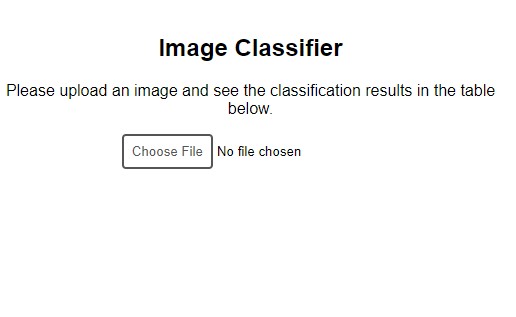 Image Classifier
Please upload an image and see the classification results in the table
below.
Choose File No file chosen